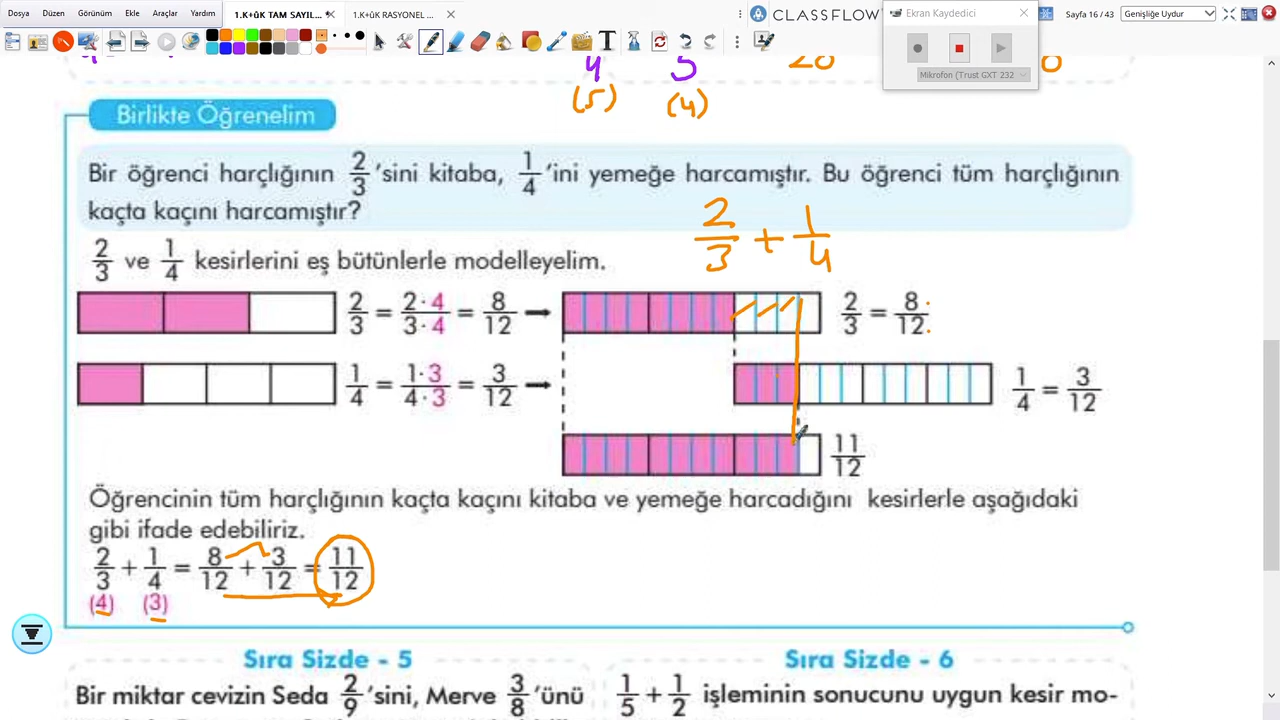 Dosya Düzen Görünüm Ekle Araçlar Yardım 1.K+ûK TAM SAYIL...* 1.K+ûK RASYONEL ... CLASSFLOW Ekran Kaydedici Sayfa 16 / 43 Genişliğe Uydur
Mikrofon (Trust GXT 232
4 5 20
(5) (4)
Birlikte Öğrenelim
Bir öğrenci harçlığının 2/3 'sini kitaba, 1/4 'ini yemeğe harcamıştır. Bu öğrenci tüm harçlığının
kaçta kaçını harcamıştır?
2/3 + 1/4
2/3 ve 1/4 kesirlerini eş bütünlerle modelleyelim.
2/3 = 2·4/3·4 = 8/12 → 2/3 = 8/12
1/4 = 1·3/4·3 = 3/12 → 1/4 = 3/12
11/12
Öğrencinin tüm harçlığının kaçta kaçını kitaba ve yemeğe harcadığını kesirlerle aşağıdaki
gibi ifade edebiliriz.
2/3 + 1/4 = 8/12 + 3/12 = 11/12
(4) (3)
Sıra Sizde - 5
Bir miktar cevizin Seda 2/9 'sini, Merve 3/8 'ünü
Sıra Sizde - 6
1/5 + 1/2 işleminin sonucunu uygun kesir mo-